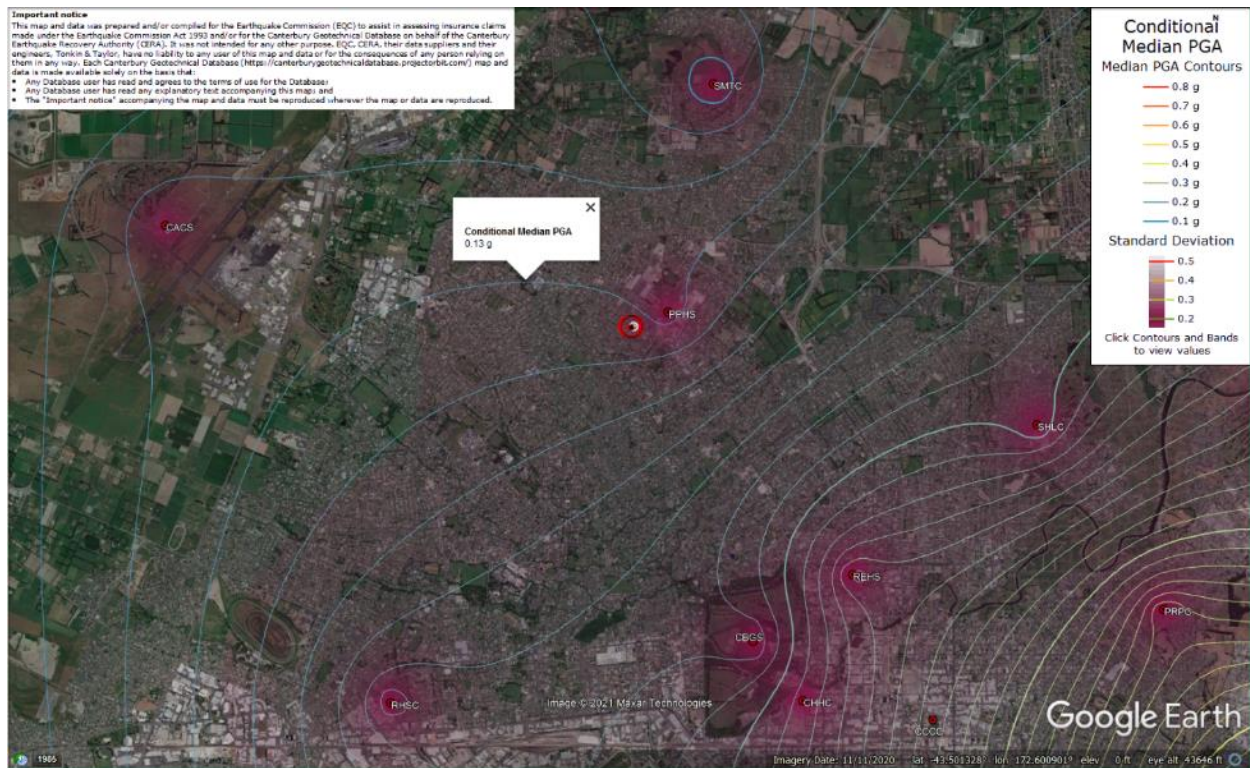 Important notice
This map and data was prepared and/or compiled for the Earthquake Commission (EQC) to assist in assessing insurance claims
made under the Earthquake Commission Act 1993 and/or for the Canterbury Geotechnical Database on behalf of the Canterbury
Earthquake Recovery Authority (CERA). It was not intended for any other purpose. EQC, CERA, their data suppliers and their
engineers, Tonkin & Taylor, have no liability to any user of this map and data or for the consequences of any person relying on
them in any way. Each Canterbury Geotechnical Database (https://canterburygeotechnicaldatabase.projectorbit.com/) map and
data is made available solely on the basis that:
• Any Database user has read and agrees to the terms of use for the Database;
• Any Database user has read any explanatory text accompanying this map; and
• The "Important notice" accompanying the map and data must be reproduced wherever the map or data are reproduced.
N
Conditional
Median PGA
Median PGA Contours
0.8 g
0.7 g
0.6 g
0.5 g
0.4 g
0.3 g
0.2 g
0.1 g
Standard Deviation
0.5
0.4
0.3
0.2
Click Contours and Bands
to view values
SMTC
CACS
Conditional Median PGA
0.13 g
PPHS
SHLC
REHS
PRPC
CBGS
RHSC
CHHC
CCCC
Image © 2021 Maxar Technologies
Google Earth
1985
Imagery Date: 11/11/2020 lat -43.501328° lon 172.600901° elev 0 ft eye alt 43646 ft